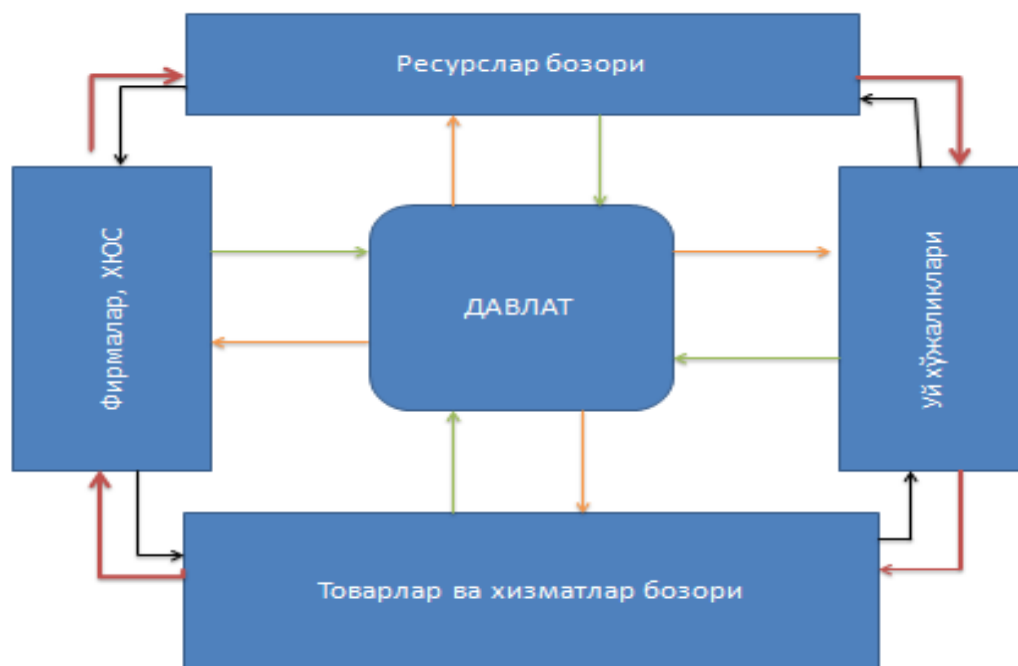 Ресурслар бозори
Фирмалар, ХЮС
ДАВЛАТ
уй хўжаликлари
Товарлар ва хизматлар бозори